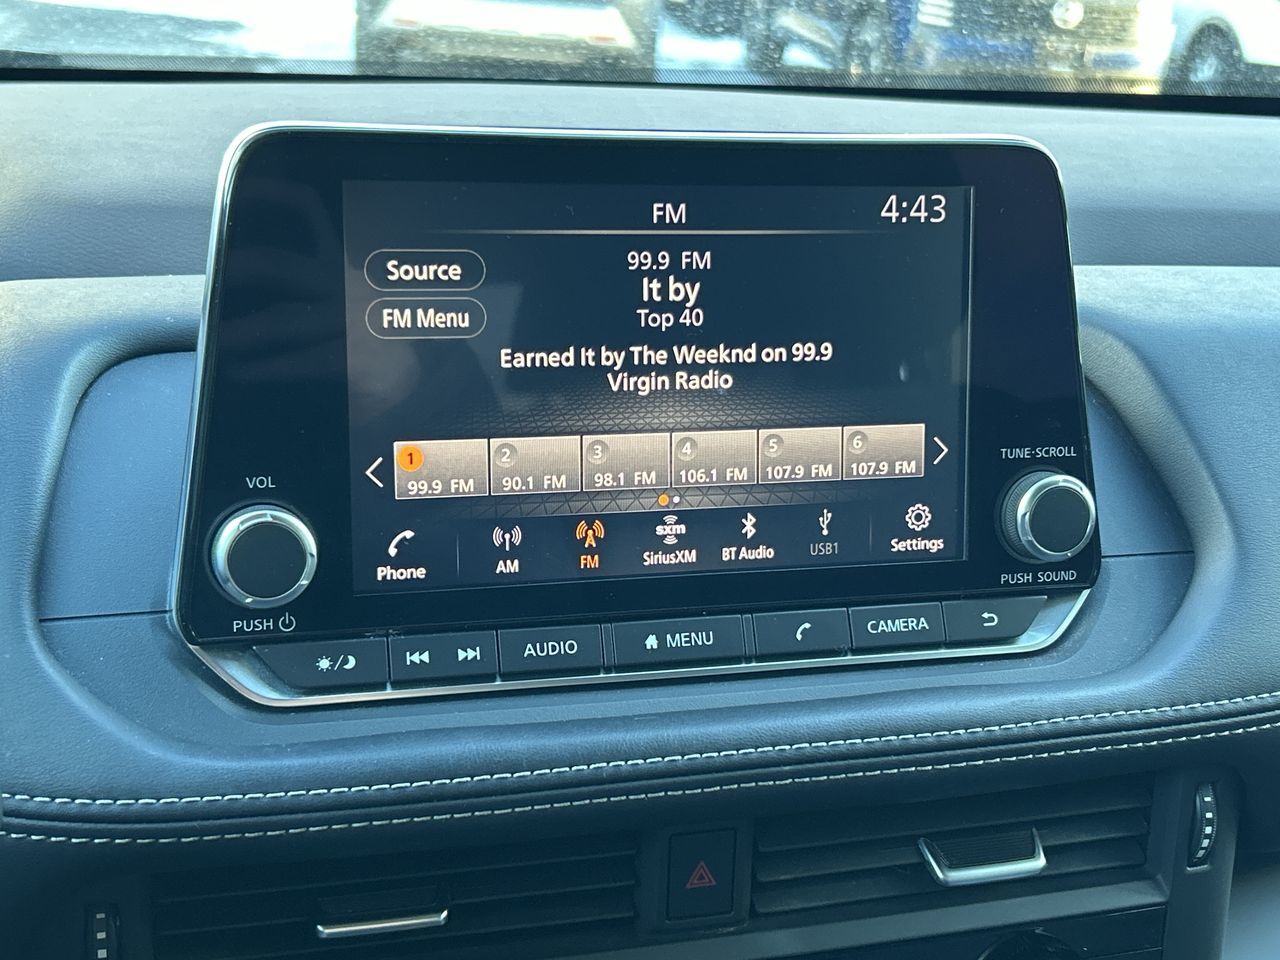 FM
4:43
Source
FM Menu
99.9 FM
It by
Top 40
Earned It by The Weeknd on 99.9
Virgin Radio
1
99.9 FM
2
90.1 FM
3
98.1 FM
4
106.1 FM
5
107.9 FM
6
107.9 FM
Phone
AM
FM
sxm
SiriusXM
BT Audio
USB1
Settings
VOL
PUSH
TUNE·SCROLL
PUSH SOUND
AUDIO
MENU
CAMERA